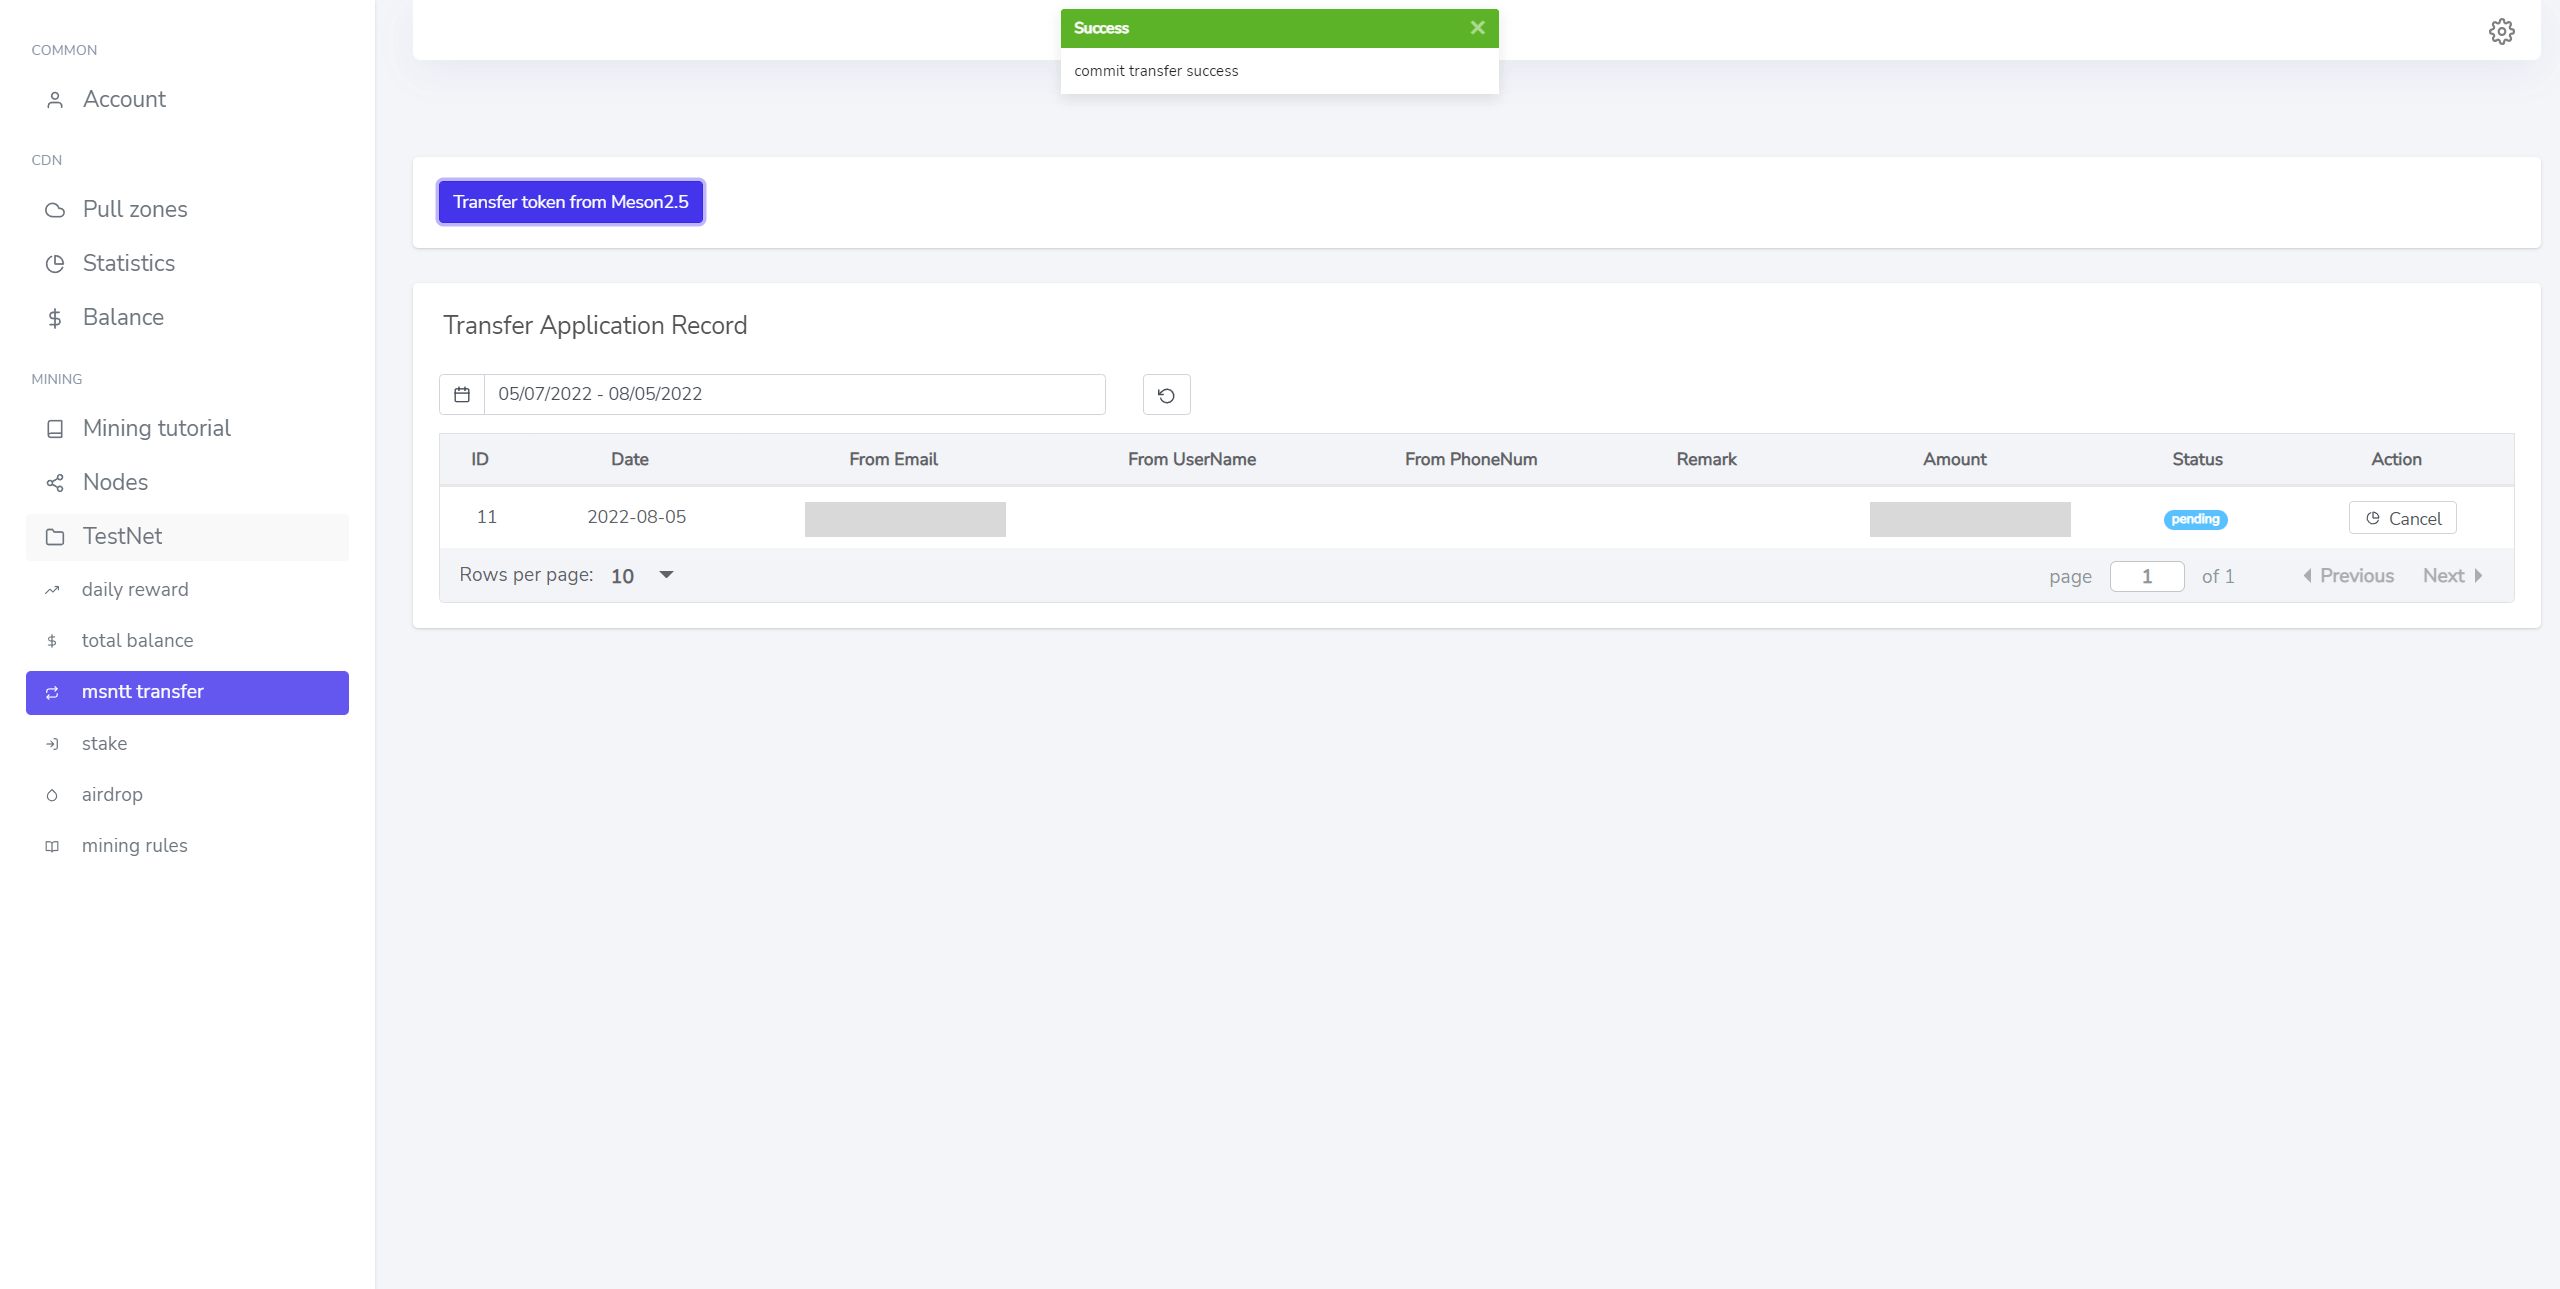 COMMON
Account
CDN
Pull zones
Statistics
Balance
MINING
Mining tutorial
Nodes
TestNet
daily reward
total balance
msntt transfer
stake
airdrop
mining rules
Success
commit transfer success
Transfer token from Meson2.5
Transfer Application Record
05/07/2022 - 08/05/2022
ID Date From Email From UserName From PhoneNum Remark Amount Status Action
11 2022-08-05 pending Cancel
Rows per page: 10 page 1 of 1 Previous Next